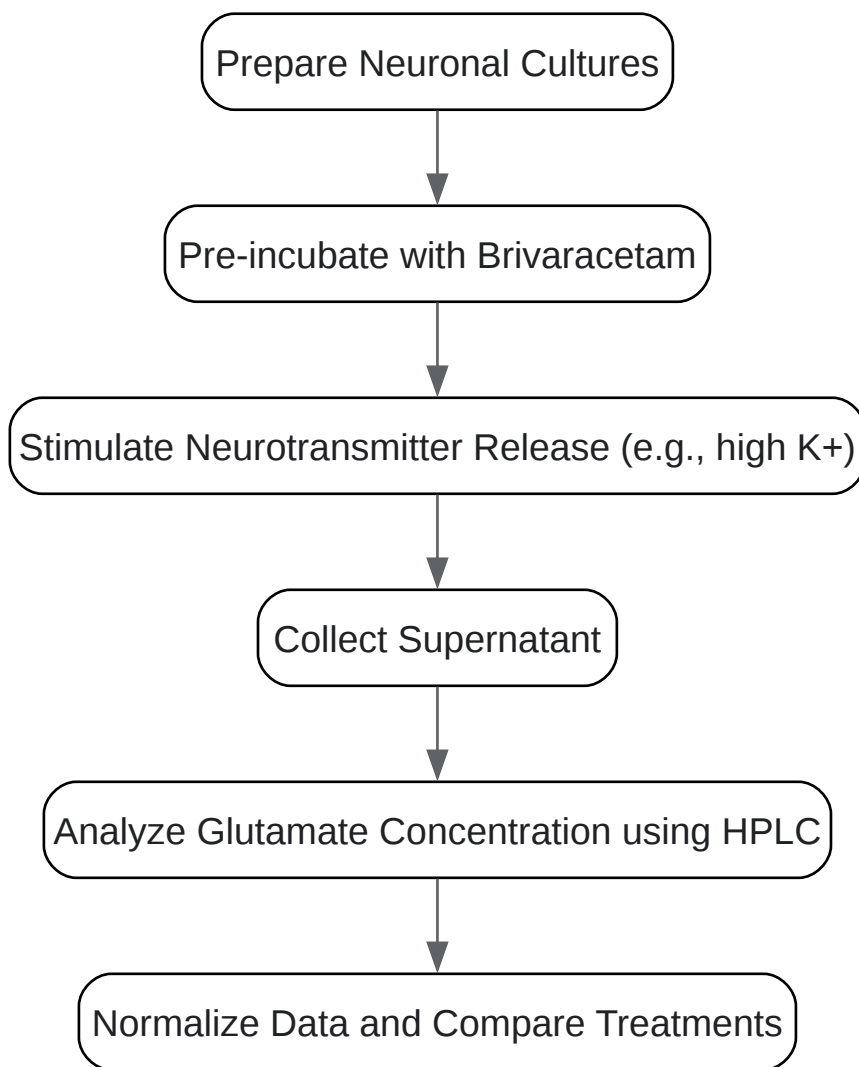 Prepare Neuronal Cultures
Pre-incubate with Brivaracetam
Stimulate Neurotransmitter Release (e.g., high K+)
Collect Supernatant
Analyze Glutamate Concentration using HPLC
Normalize Data and Compare Treatments